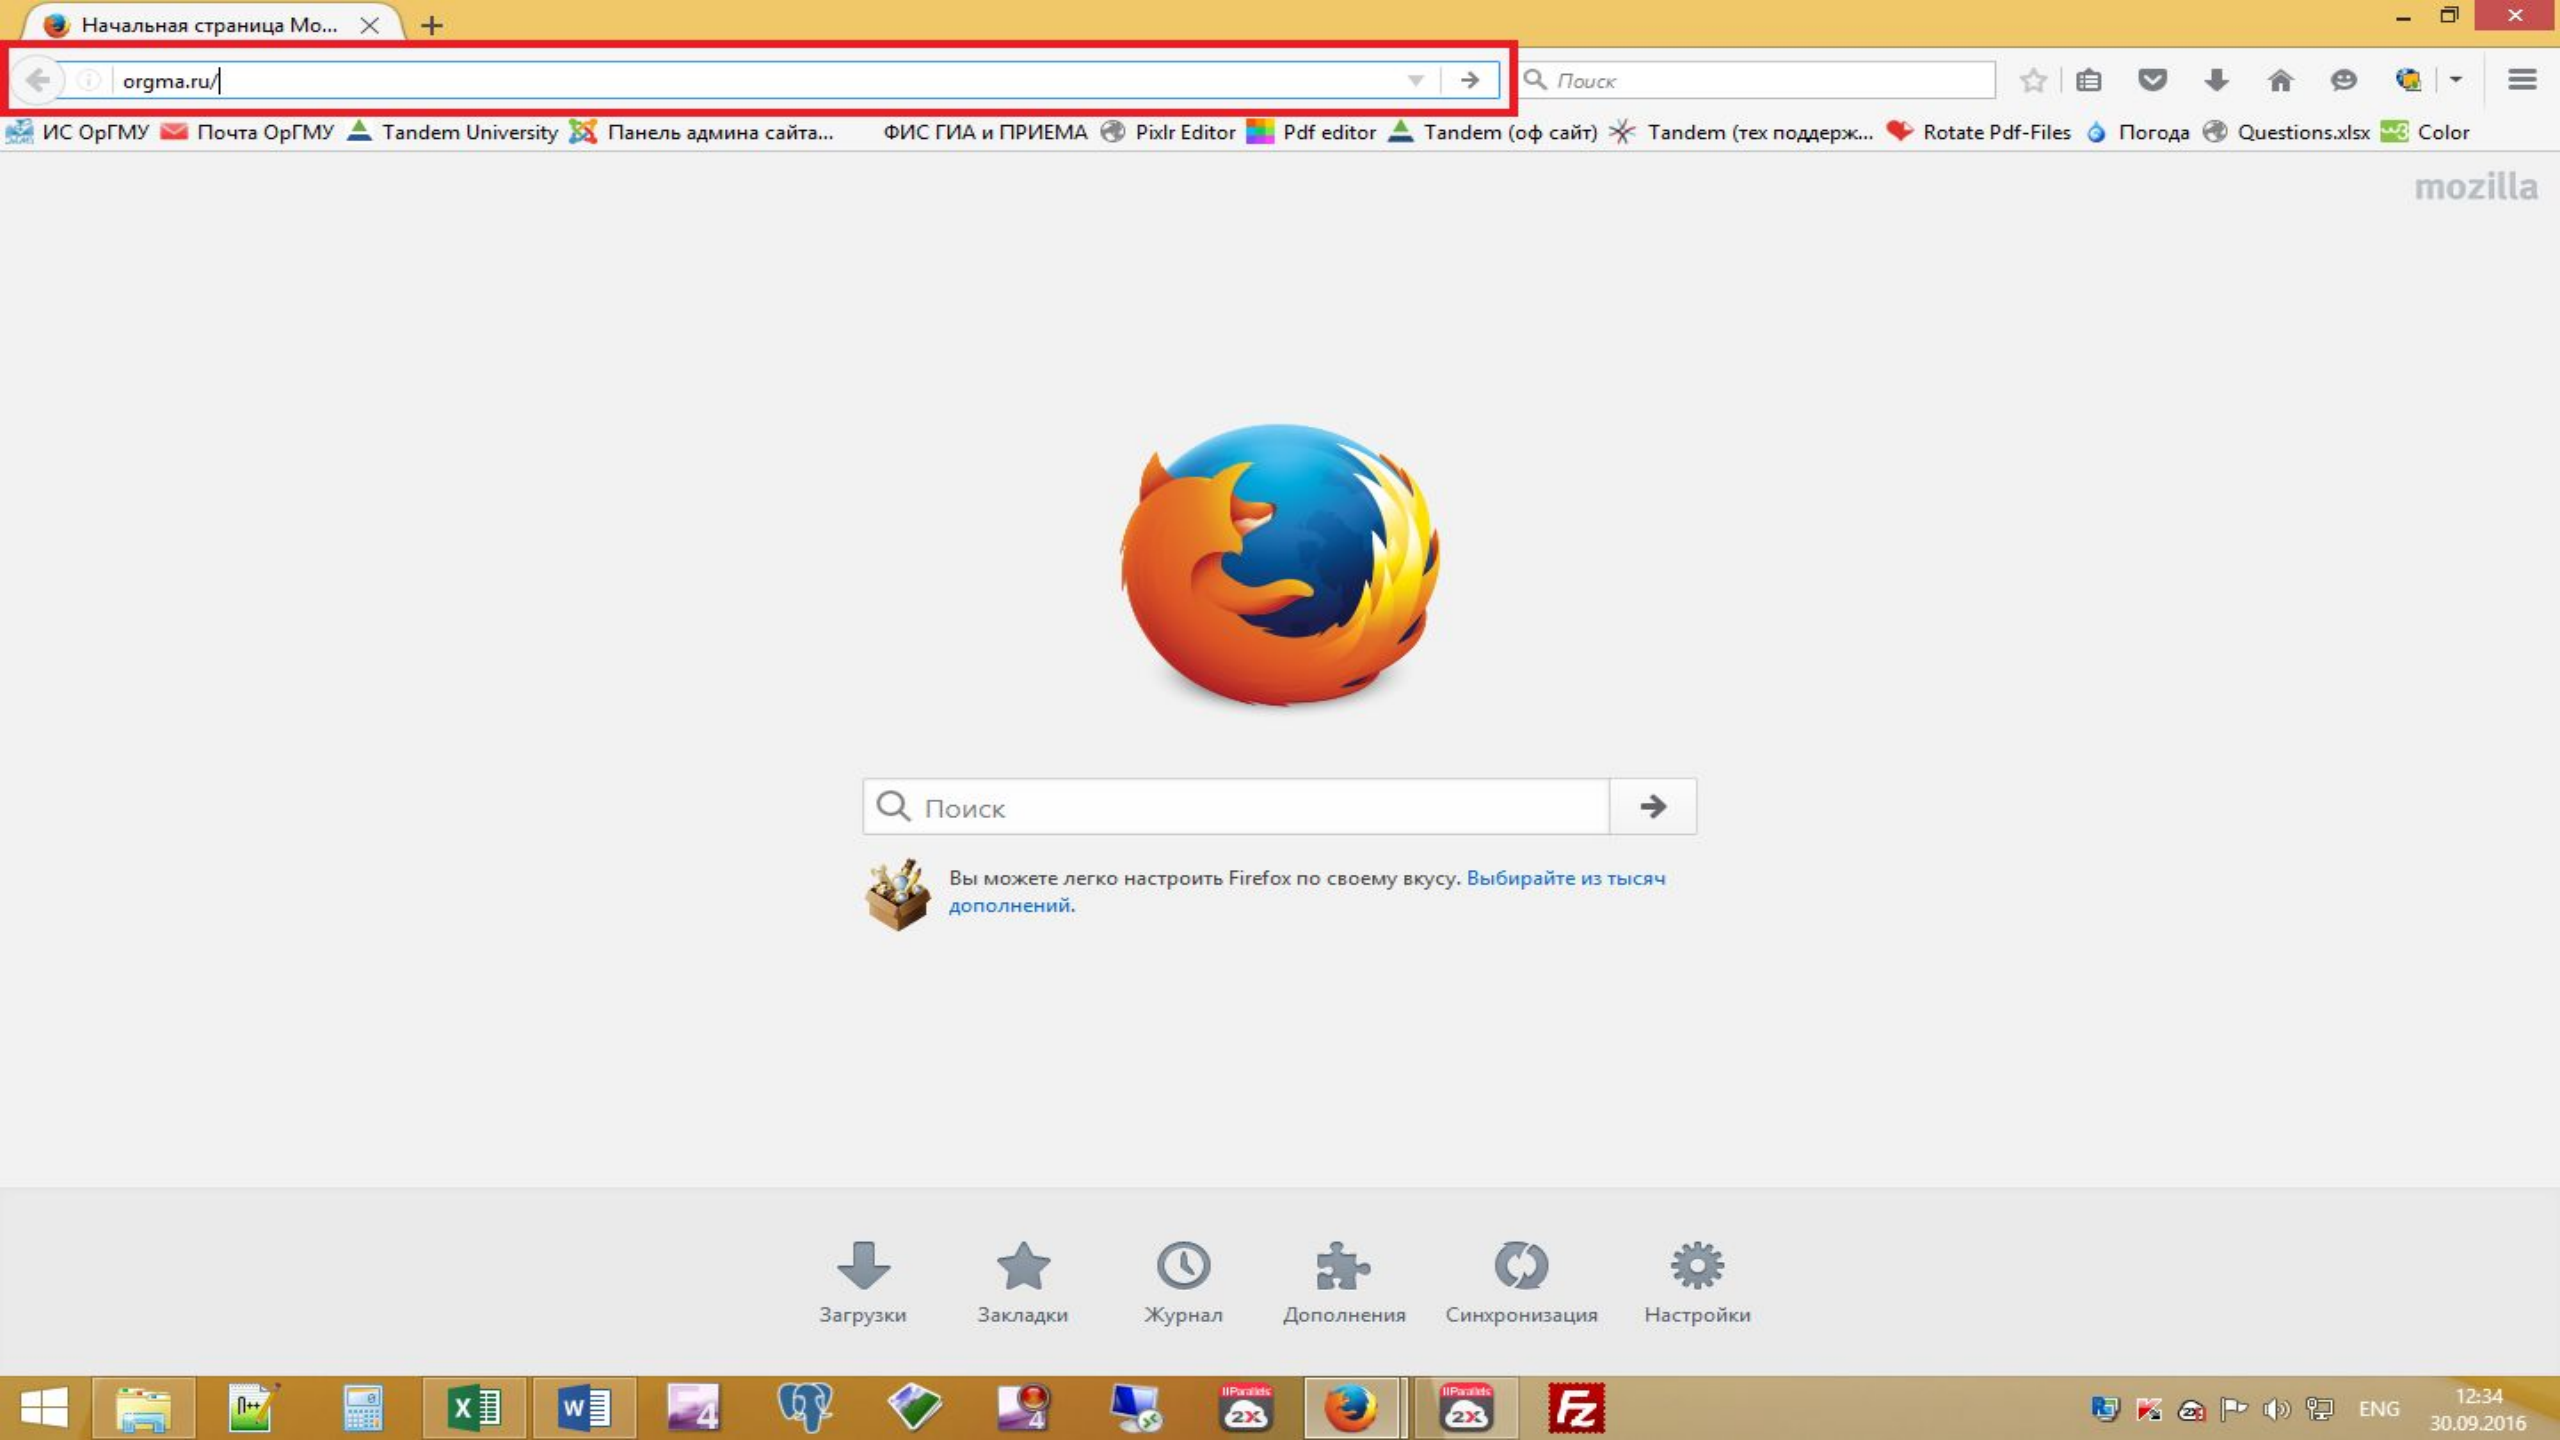 Начальная страница Mo...
orgma.ru/
Поиск
ИС ОрГМУ Почта ОрГМУ Tandem University Панель админа сайта... ФИС ГИА и ПРИЕМА Pixlr Editor Pdf editor Tandem (оф сайт) Tandem (тех поддерж... Rotate Pdf-Files Погода Questions.xlsx Color
mozilla
Поиск
Вы можете легко настроить Firefox по своему вкусу. Выбирайте из тысяч
дополнений.
Загрузки Закладки Журнал Дополнения Синхронизация Настройки
ENG
12:34
30.09.2016